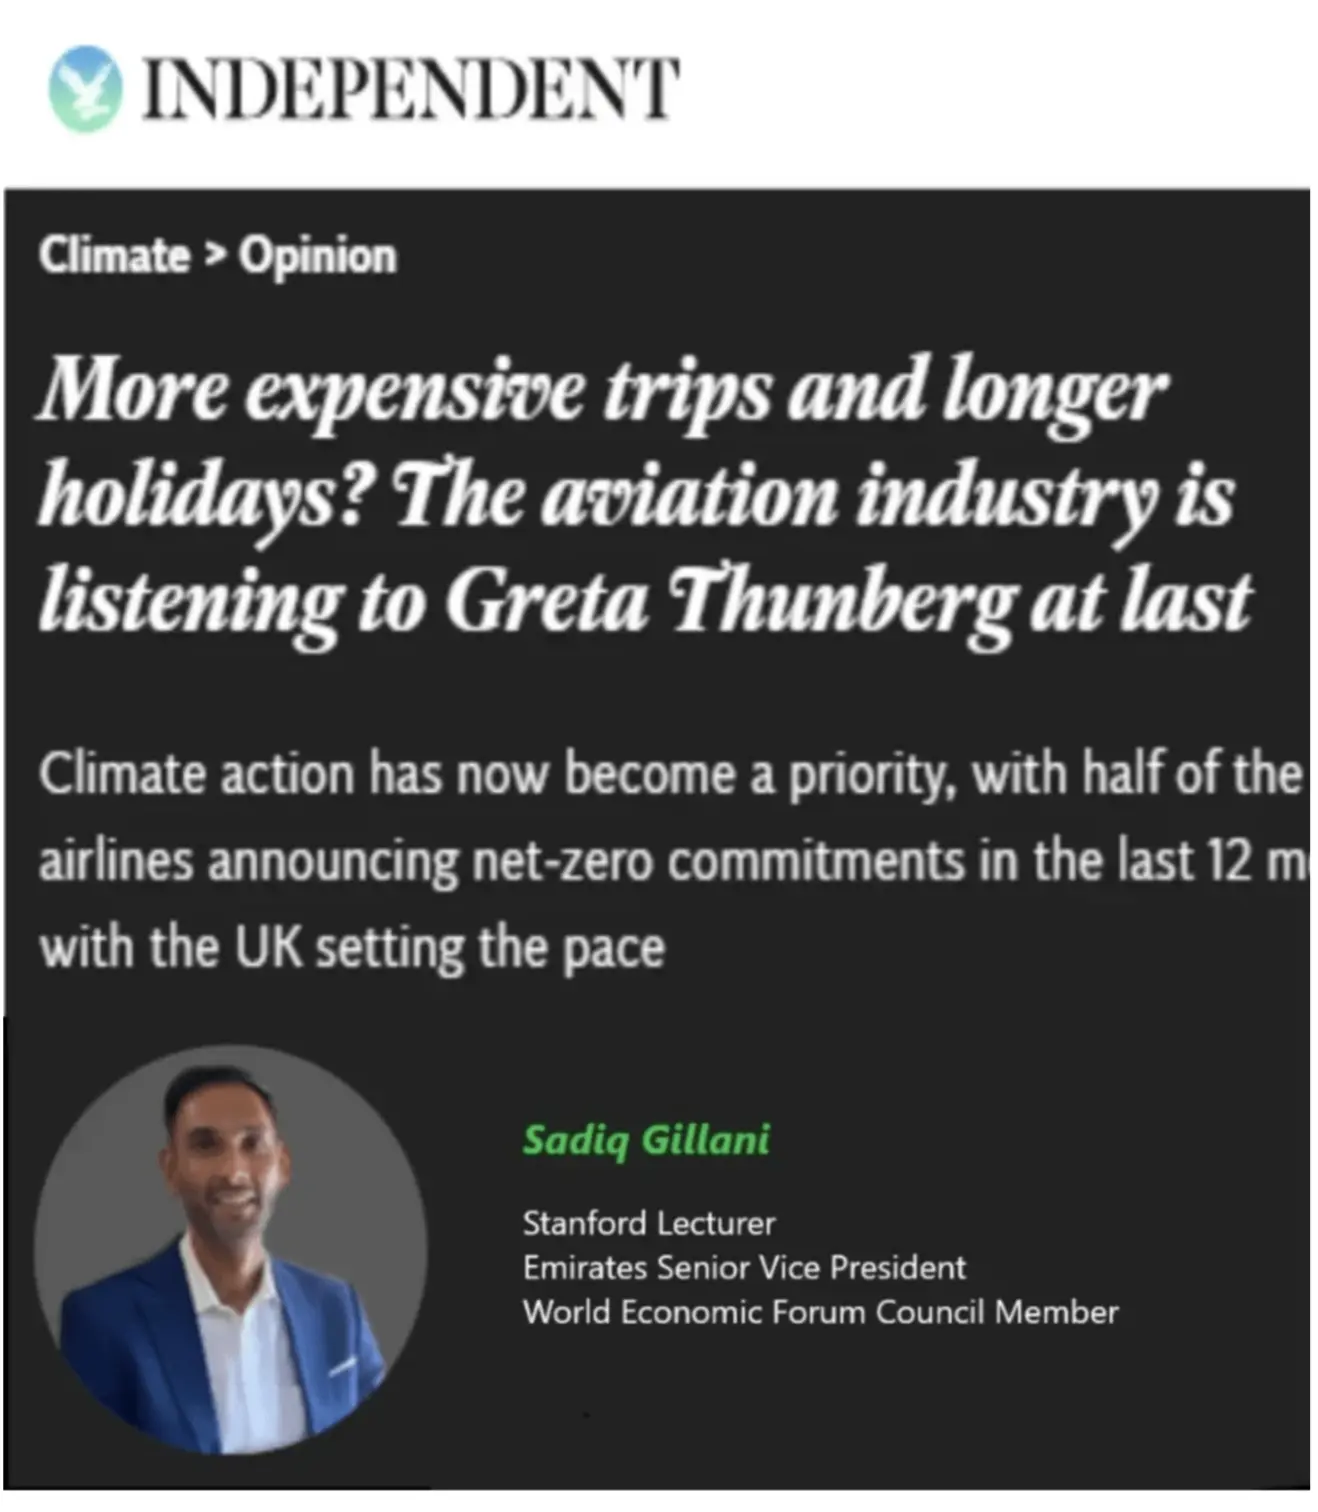 INDEPENDENT
Climate > Opinion
More expensive trips and longer
holidays? The aviation industry is
listening to Greta Thunberg at last
Climate action has now become a priority, with half of the
airlines announcing net-zero commitments in the last 12
with the UK setting the pace
Sadiq Gillani
Stanford Lecturer
Emirates Senior Vice President
World Economic Forum Council Member